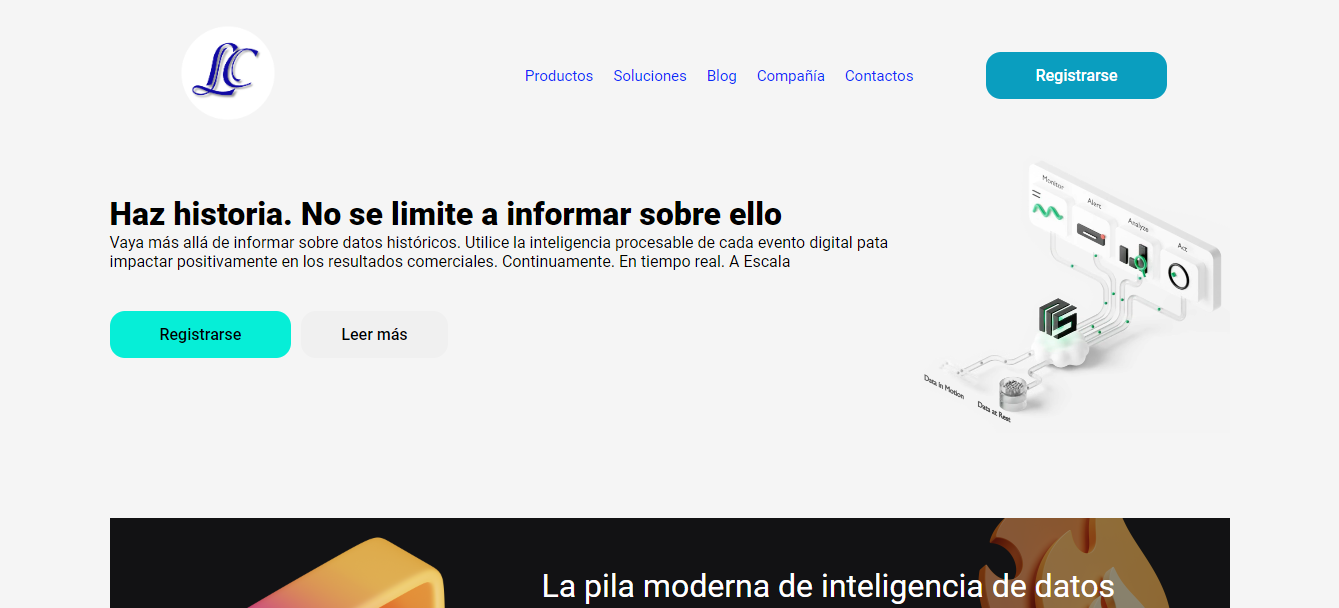 LC
Productos Soluciones Blog Compañía Contactos Registrarse
Haz historia. No se limite a informar sobre ello
Vaya más allá de informar sobre datos históricos. Utilice la inteligencia procesable de cada evento digital pata
impactar positivamente en los resultados comerciales. Continuamente. En tiempo real. A Escala
Registrarse Leer más
Monitor
Alert
Analyze
Act
Data in Motion
Data at Rest
La pila moderna de inteligencia de datos